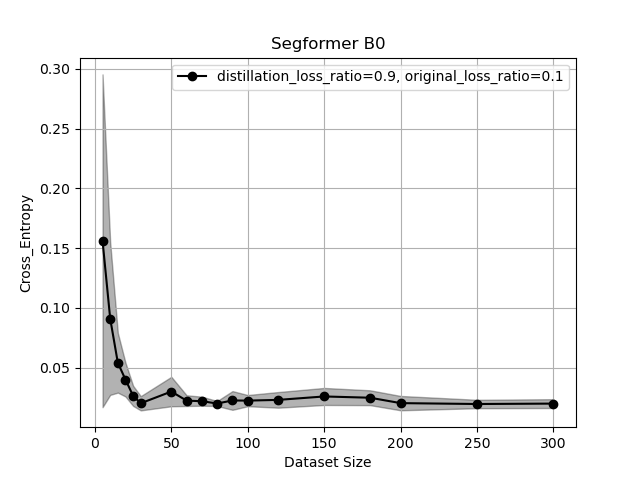 Segformer B0
distillation_loss_ratio=0.9, original_loss_ratio=0.1
Cross_Entropy
0.30
0.25
0.20
0.15
0.10
0.05
0 50 100 150 200 250 300
Dataset Size